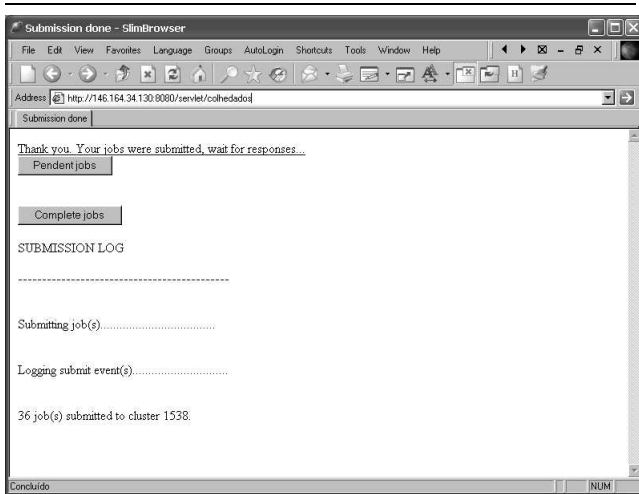 Submission done - SlimBrowser
File Edit View Favorites Language Groups AutoLogin Shortcuts Tools Window Help
Address http://146.164.34.130:8080/servlet/colhedados
Submission done
Thank you. Your jobs were submitted, wait for responses...
Pendent jobs
Complete jobs
SUBMISSION LOG
--------------------------------------------
Submitting job(s)....................................
Logging submit event(s)..............................
36 job(s) submitted to cluster 1538.
Concluído NUM